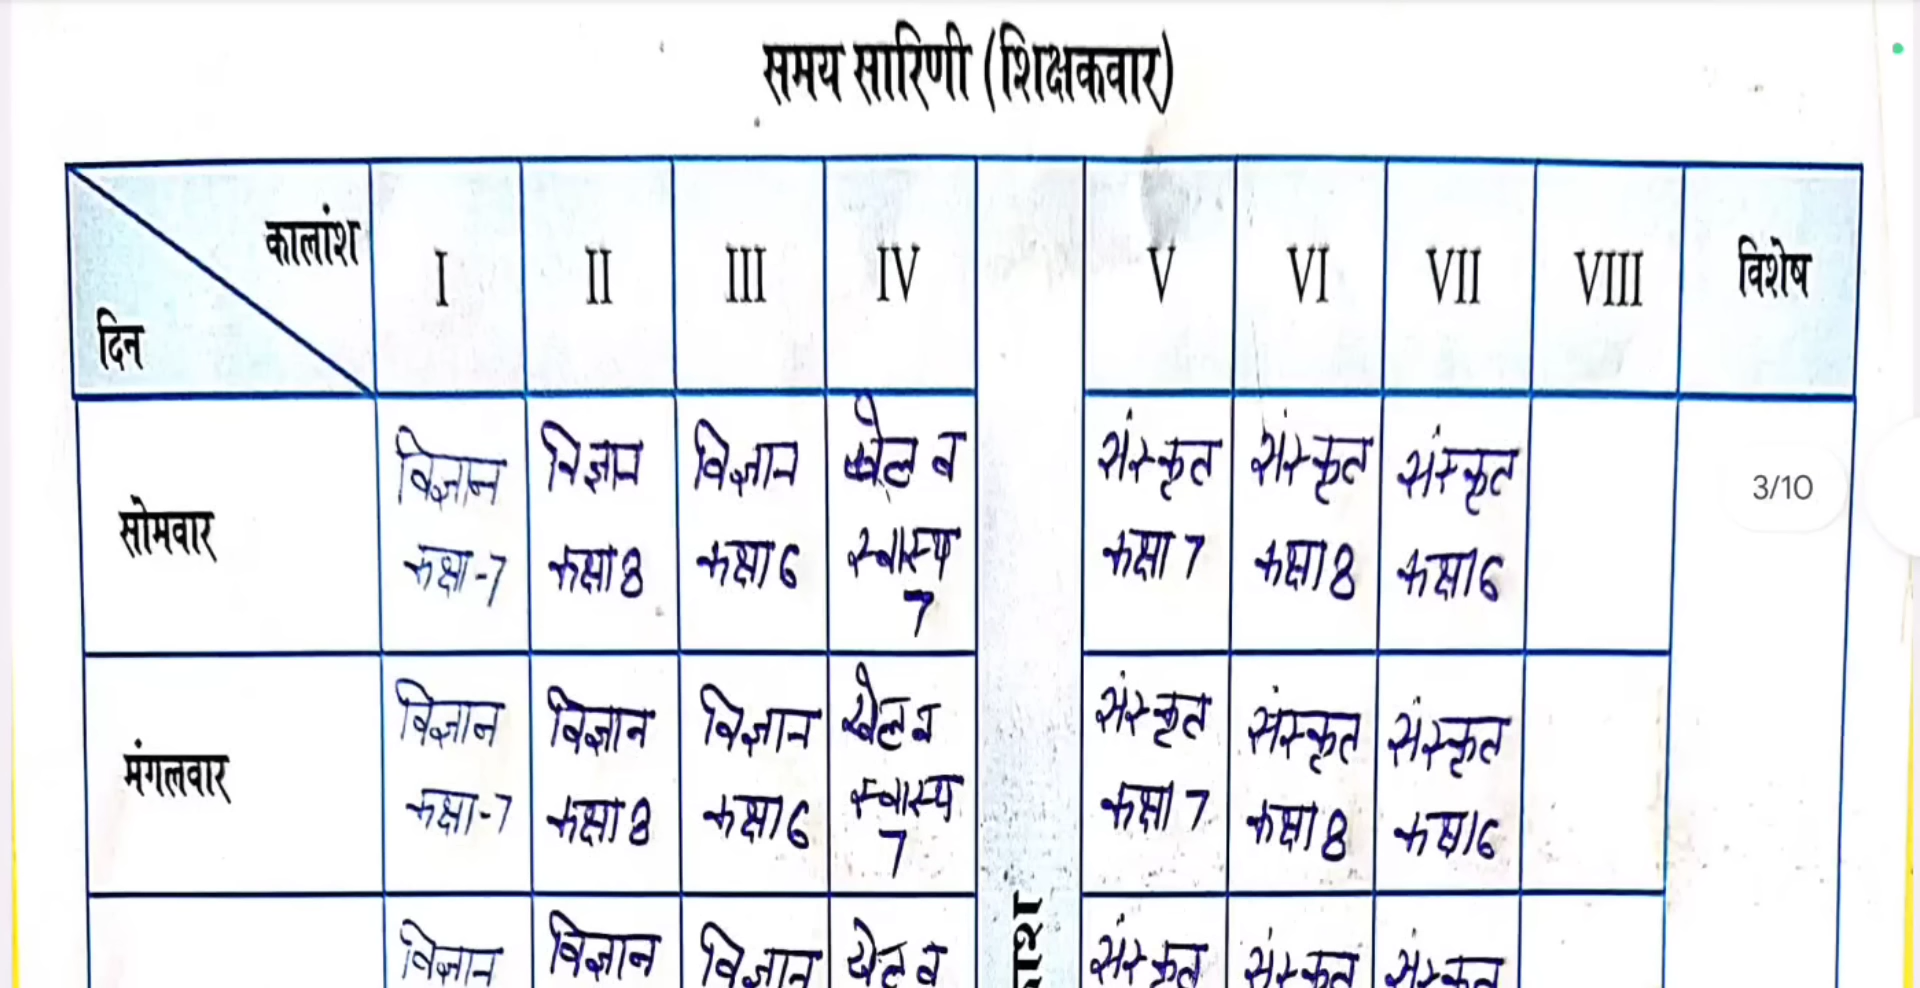 समय सारिणी (शिक्षकवार)
कालांश
दिन
I II III IV V VI VII VIII विशेष
सोमवार
विज्ञान विज्ञान विज्ञान खेल व संस्कृत संस्कृत संस्कृत
कक्षा-7 कक्षा 8 कक्षा 6 स्वास्थ कक्षा 7 कक्षा 8 कक्षा 6
7
3/10
मंगलवार
विज्ञान विज्ञान विज्ञान खेल व संस्कृत संस्कृत संस्कृत
कक्षा-7 कक्षा 8 कक्षा 6 स्वास्थ कक्षा 7 कक्षा 8 कक्षा 6
7
विज्ञान विज्ञान विज्ञान खेल व संस्कृत संस्कृत संस्कृत